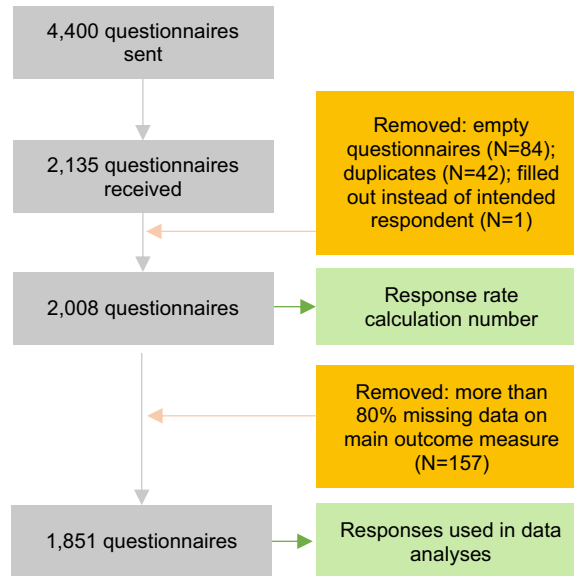 4,400 questionnaires
sent
Removed: empty
questionnaires (N=84);
duplicates (N=42); filled
out instead of intended
respondent (N=1)
2,135 questionnaires
received
2,008 questionnaires
Response rate
calculation number
Removed: more than
80% missing data on
main outcome measure
(N=157)
1,851 questionnaires
Responses used in data
analyses